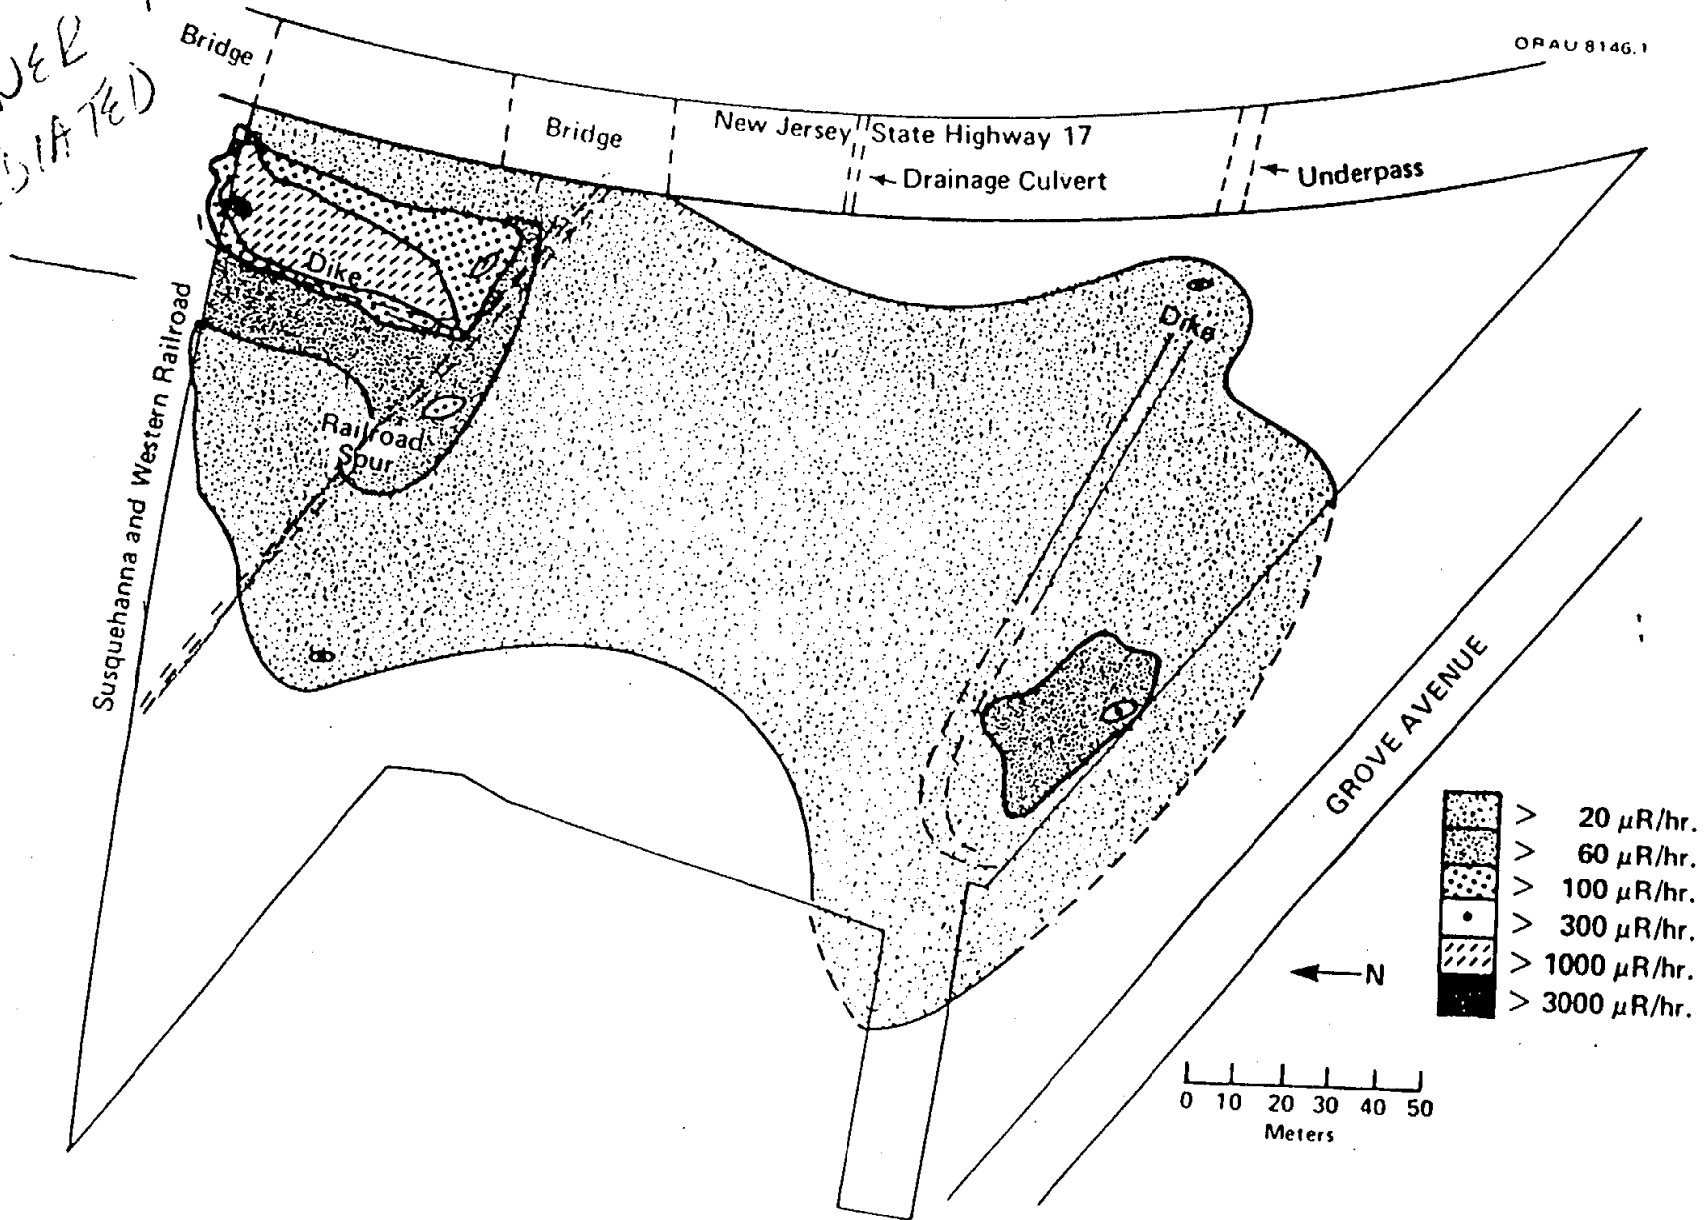 DIATED
ORAU 8146.1
Bridge
Bridge
New Jersey State Highway 17
Drainage Culvert
Underpass
Dike
Dike
Railroad
Spur
Susquehanna and Western Railroad
GROVE AVENUE
> 20 μR/hr.
> 60 μR/hr.
> 100 μR/hr.
> 300 μR/hr.
> 1000 μR/hr.
> 3000 μR/hr.
N
0 10 20 30 40 50
Meters